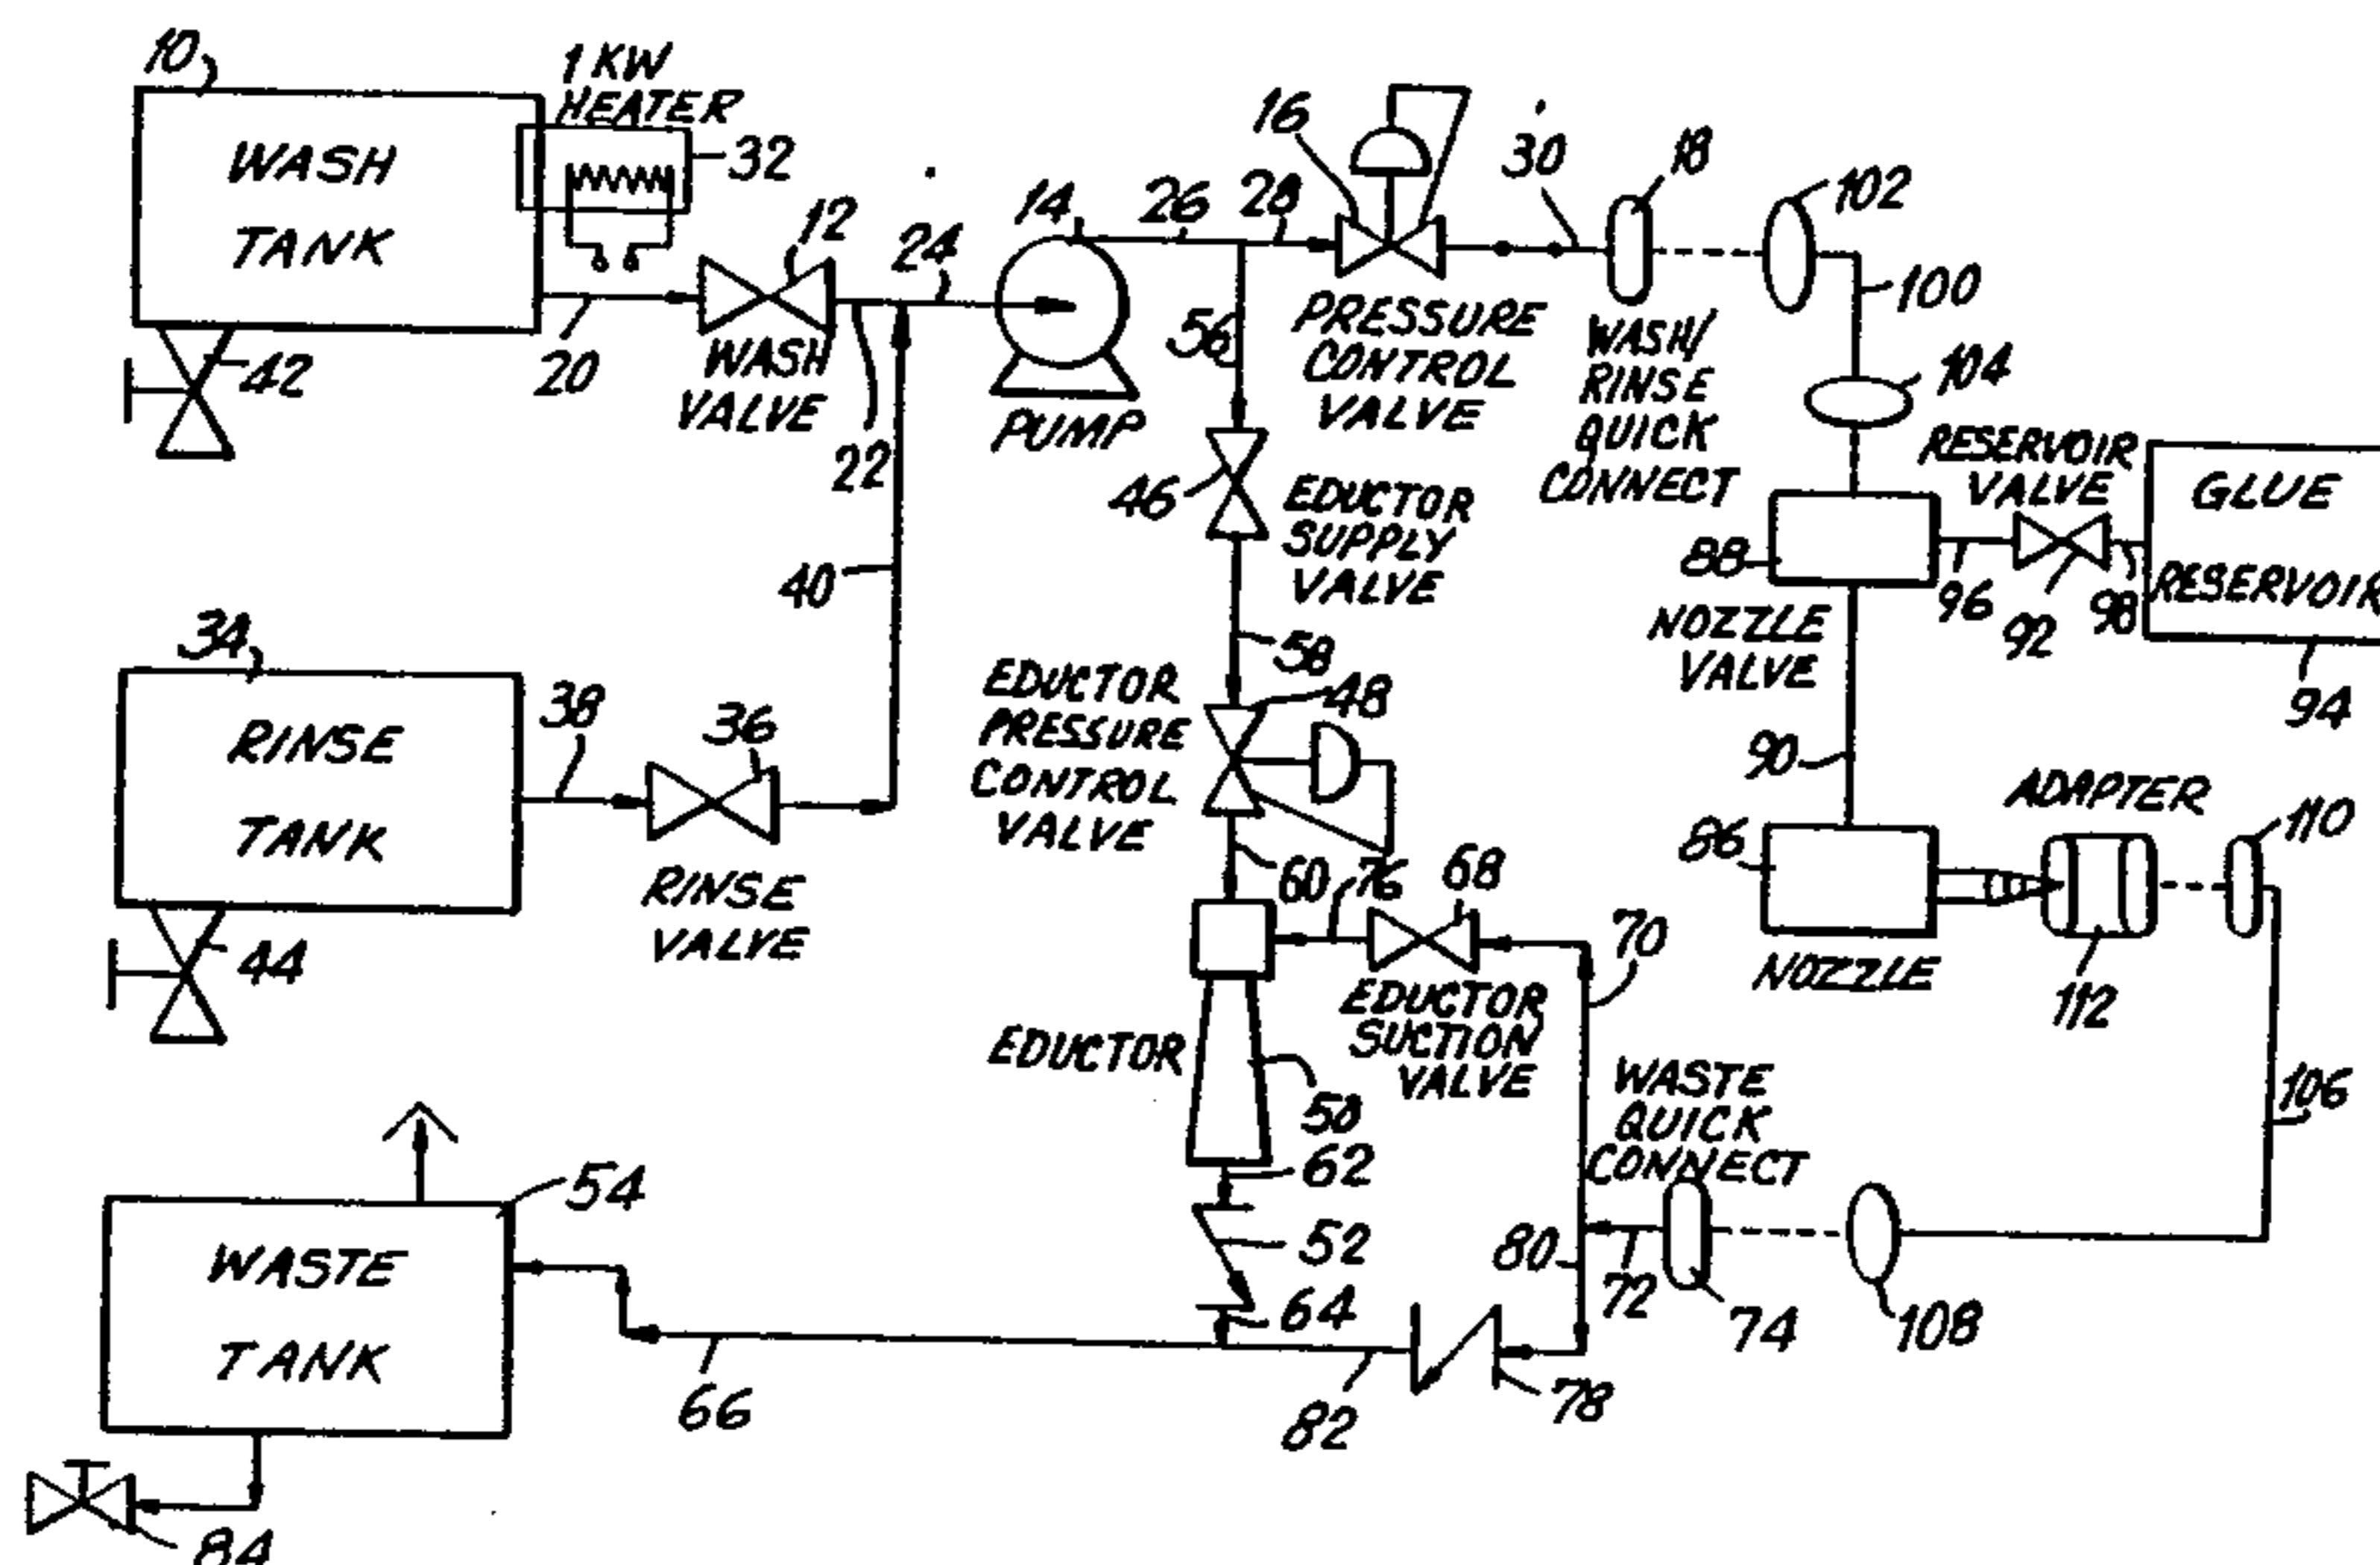 10
1 KW
HEATER
WASH
TANK
32
12
24
14
26
28
16
30
18
102
100
104
42
20
WASH
VALVE
22
PUMP
56
PRESSURE
CONTROL
VALVE
WASH/
RINSE
QUICK
CONNECT
46
EDUCTOR
SUPPLY
VALVE
RESERVOIR
VALVE
GLUE
RESERVOIR
88
96
92
98
94
NOZZLE
VALVE
40
34
RINSE
TANK
38
36
RINSE
VALVE
44
58
EDUCTOR
PRESSURE
CONTROL
VALVE
48
60
76
68
70
90
86
ADAPTER
110
NOZZLE
112
EDUCTOR
50
EDUCTOR
SUCTION
VALVE
WASTE
QUICK
CONNECT
106
62
52
64
80
72
74
108
54
WASTE
TANK
66
82
78
84